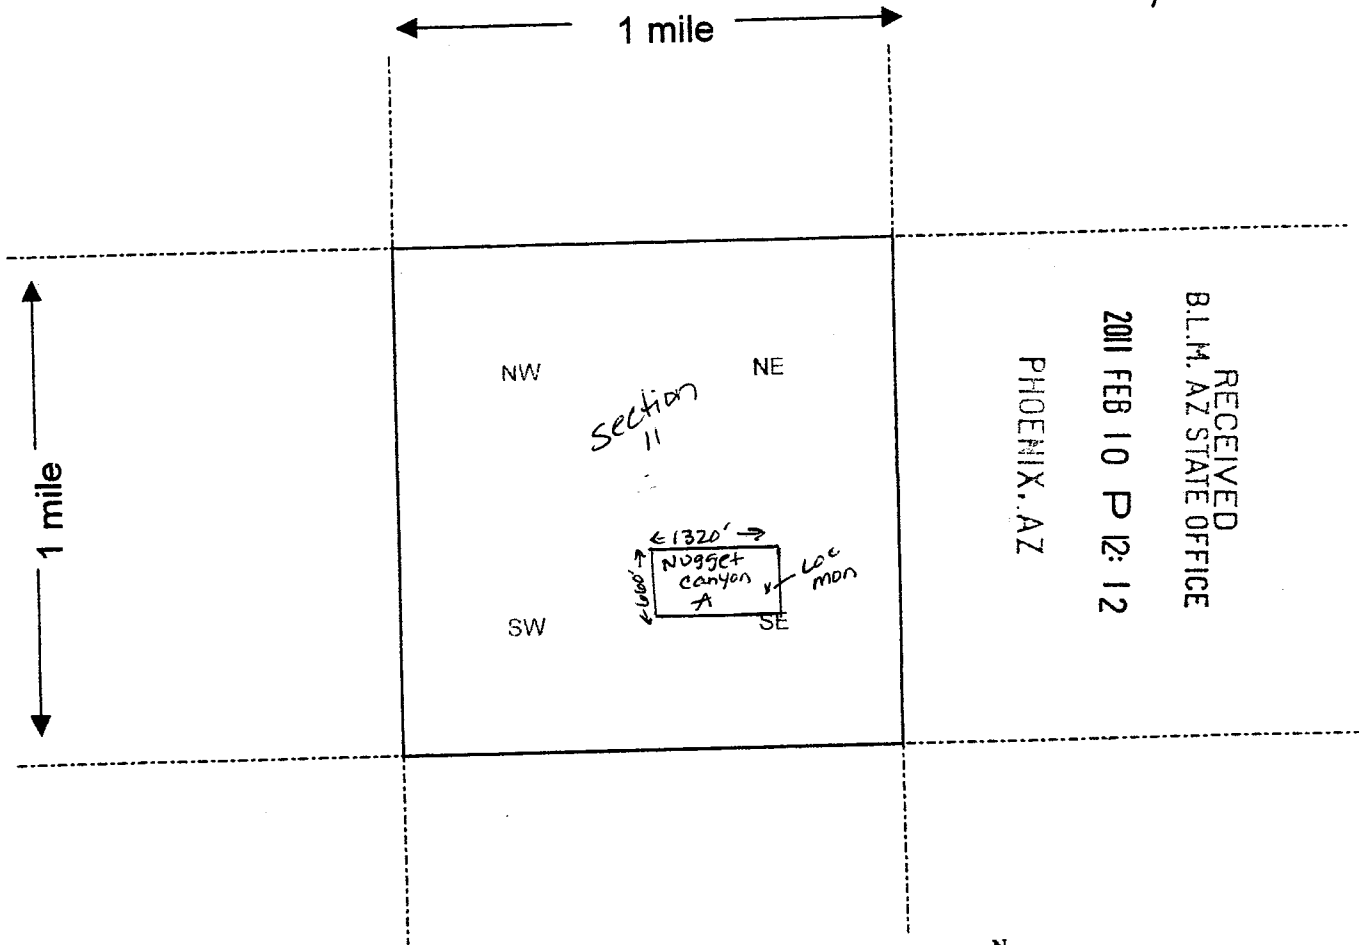 1 mile
1 mile
NW
NE
Section
11
← 1320' →
Nugget
canyon
A
Loc
mon
SW
SE
RECEIVED
B.L.M. AZ STATE OFFICE
2011 FEB 10 P 12: 12
PHOENIX, AZ
N